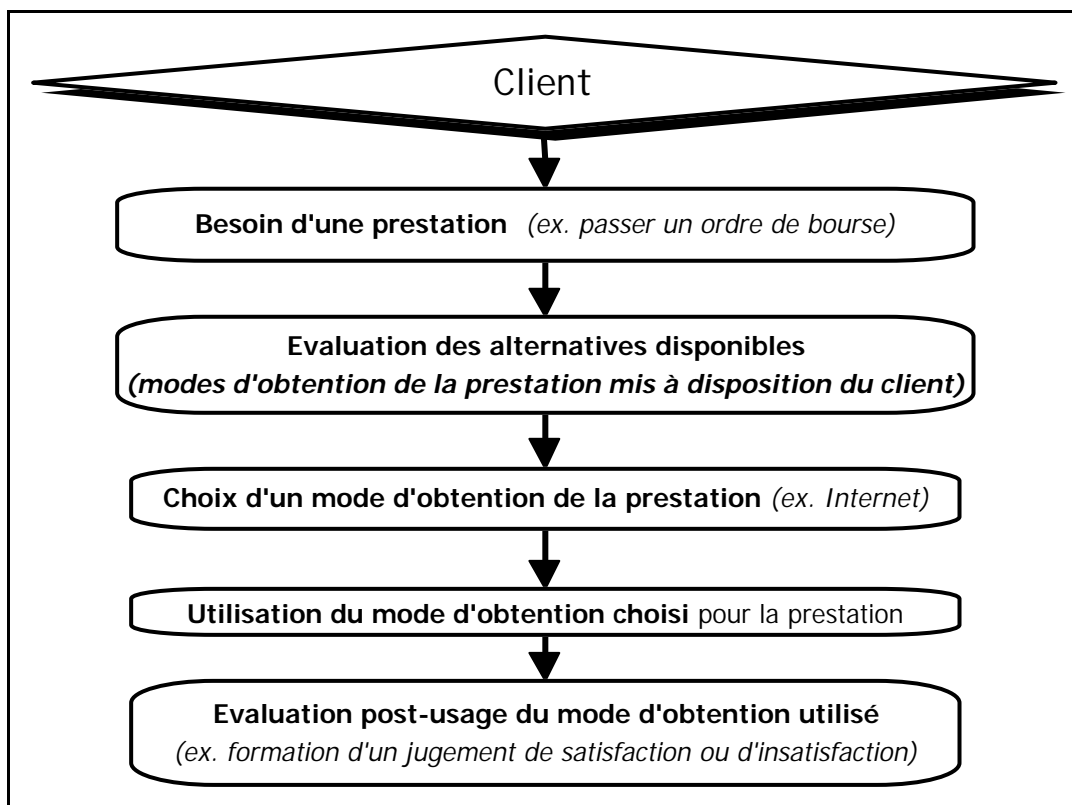 Client
Besoin d'une prestation (ex. passer un ordre de bourse)
Evaluation des alternatives disponibles
(modes d'obtention de la prestation mis à disposition du client)
Choix d'un mode d'obtention de la prestation (ex. Internet)
Utilisation du mode d'obtention choisi pour la prestation
Evaluation post-usage du mode d'obtention utilisé
(ex. formation d'un jugement de satisfaction ou d'insatisfaction)